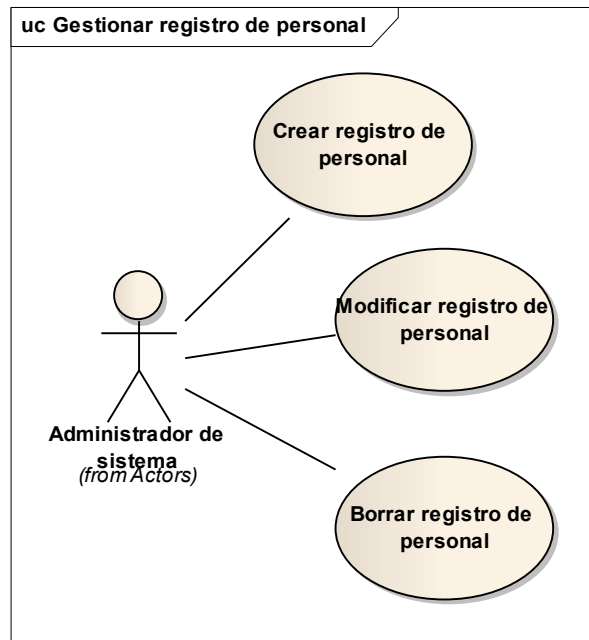 uc Gestionar registro de personal
Crear registro de
personal
Modificar registro de
personal
Administrador de
sistema
(from Actors)
Borrar registro de
personal